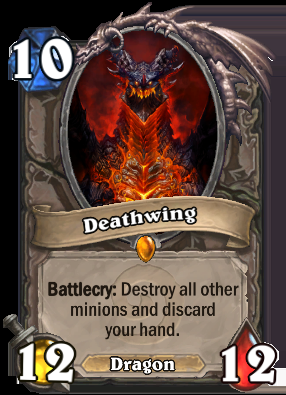 10
Deathwing
Battlecry: Destroy all other
minions and discard
your hand.
12
Dragon
12